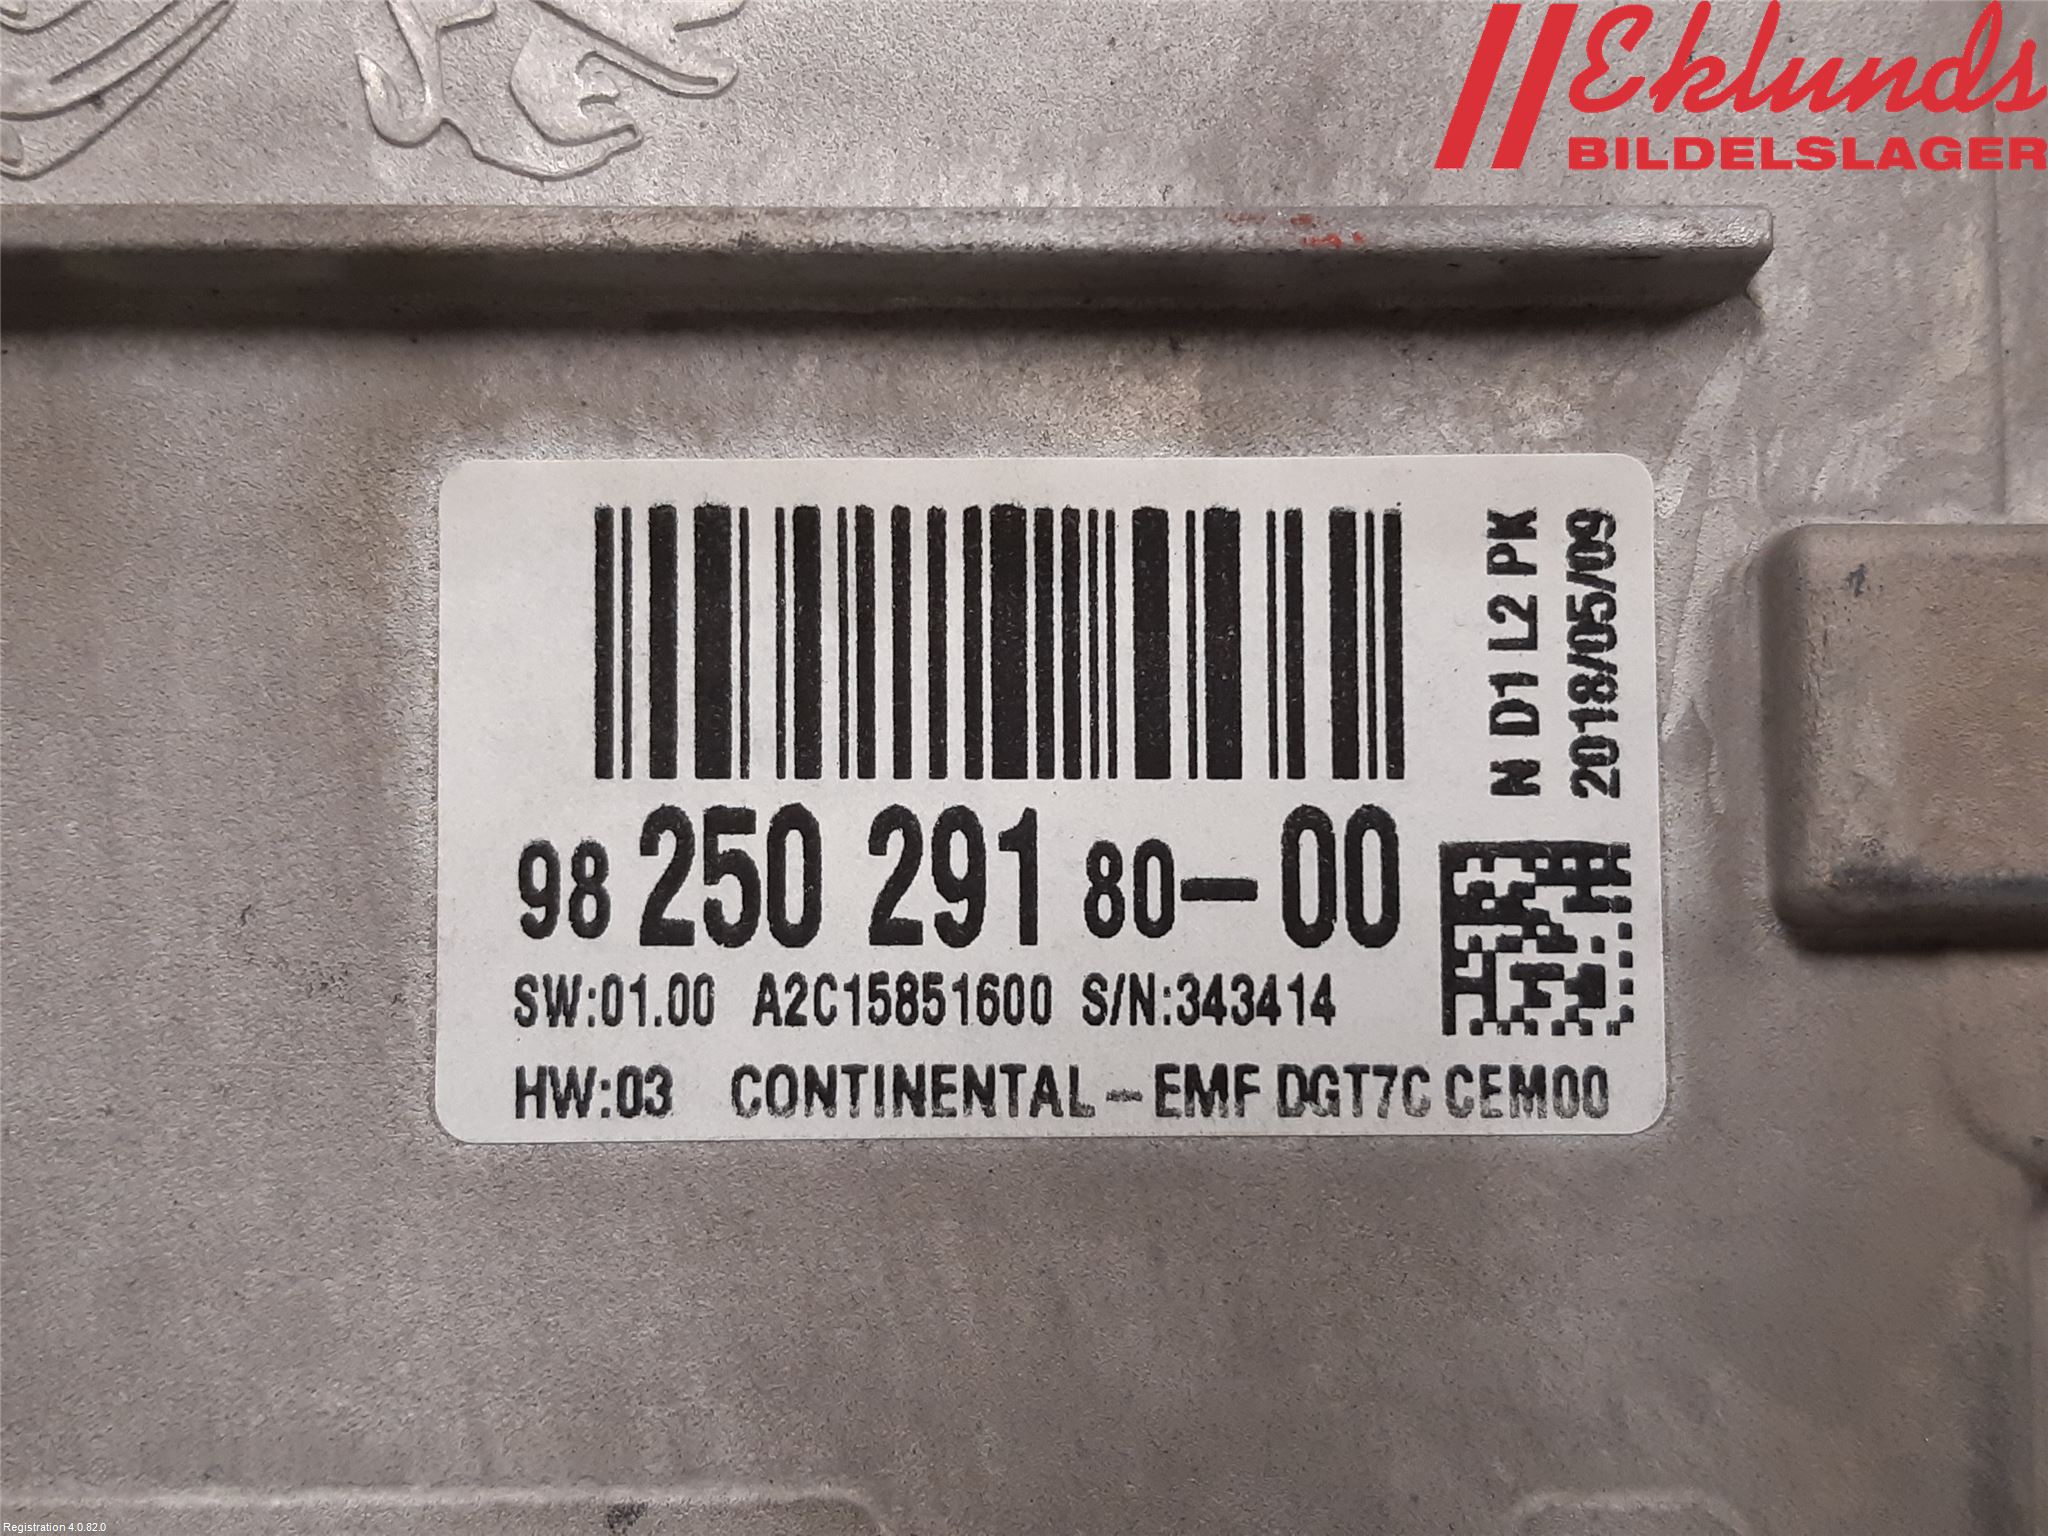 Eklunds
BILDELSLAGER
N D1 L2 PK
2018/05/09
98 250 291 80-00
SW:01.00 A2C15851600 S/N:343414
HW:03 CONTINENTAL-EMF DGT7C CEM00
Registration 4.0.82.0